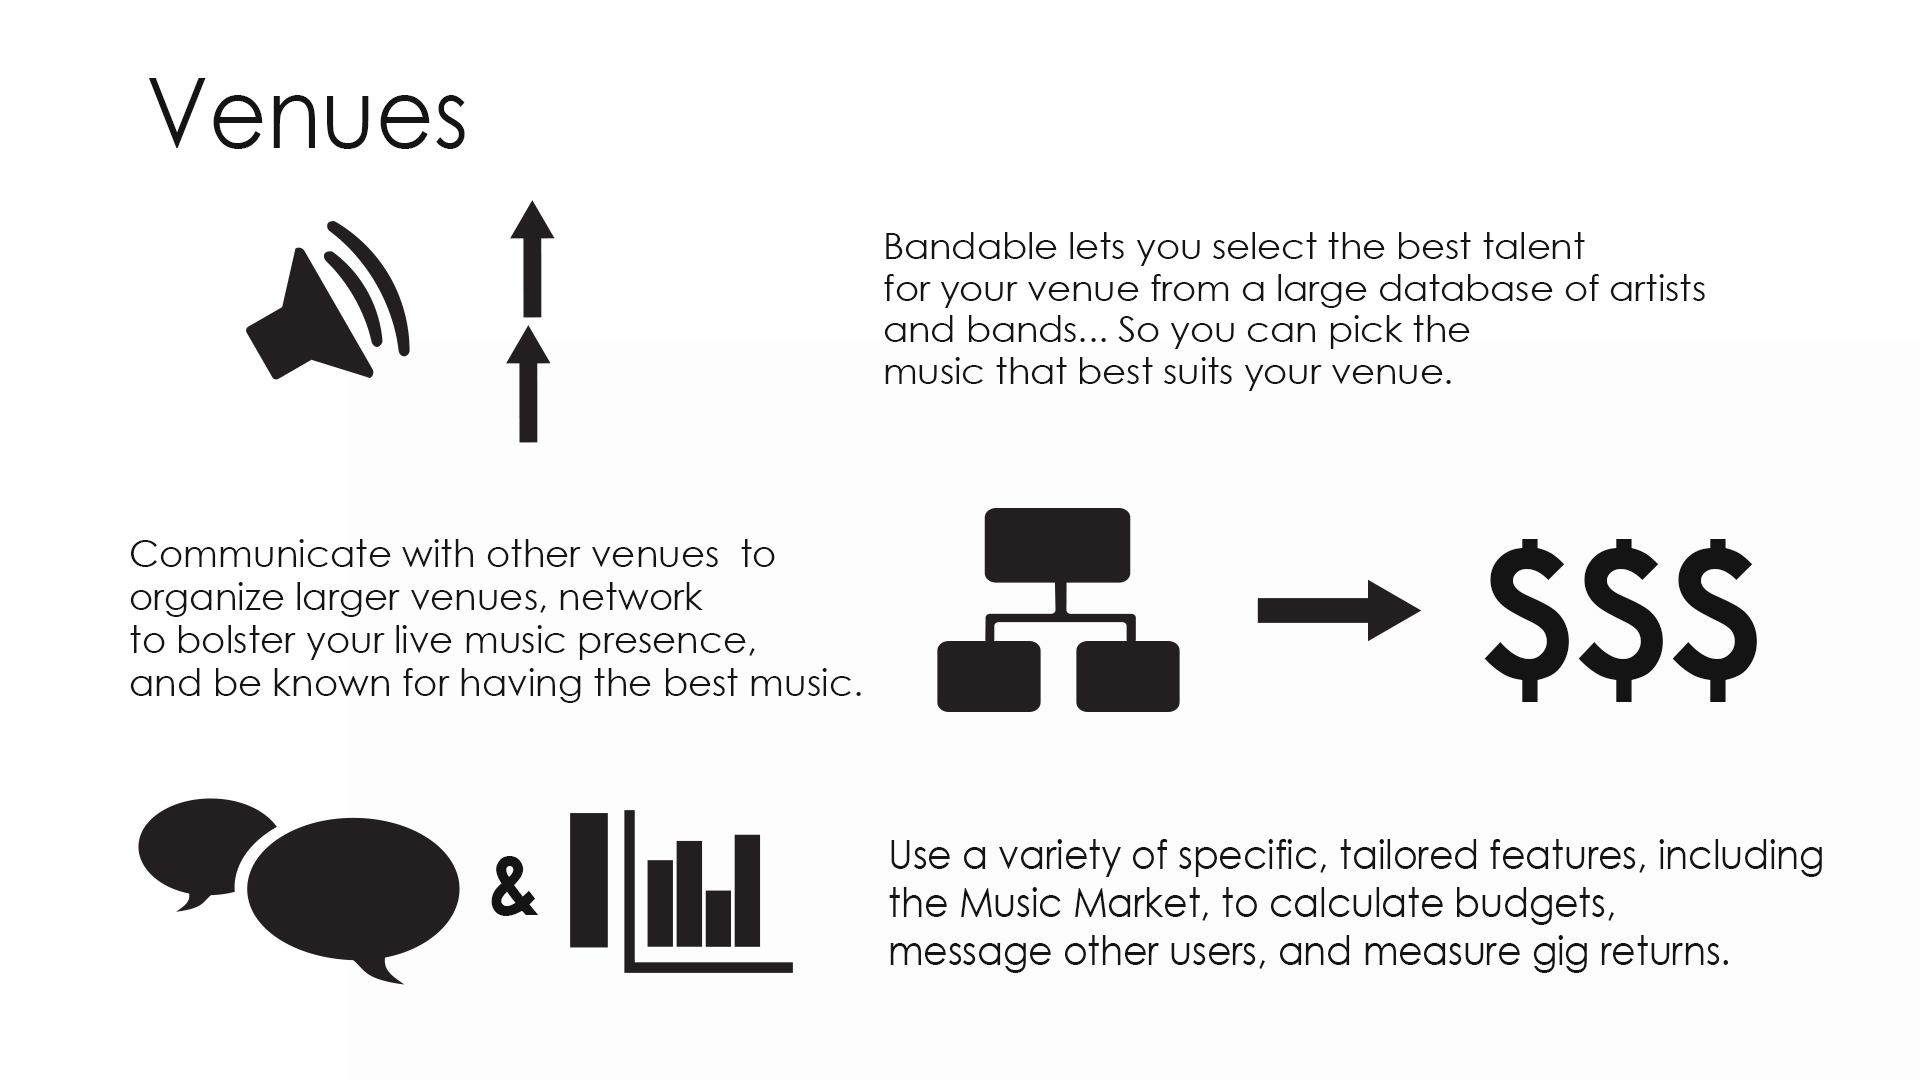 Venues
Bandable lets you select the best talent
for your venue from a large database of artists
and bands... So you can pick the
music that best suits your venue.
Communicate with other venues  to
organize larger venues, network
to bolster your live music presence,
and be known for having the best music.
$$$
&
Use a variety of specific, tailored features, including
the Music Market, to calculate budgets,
message other users, and measure gig returns.